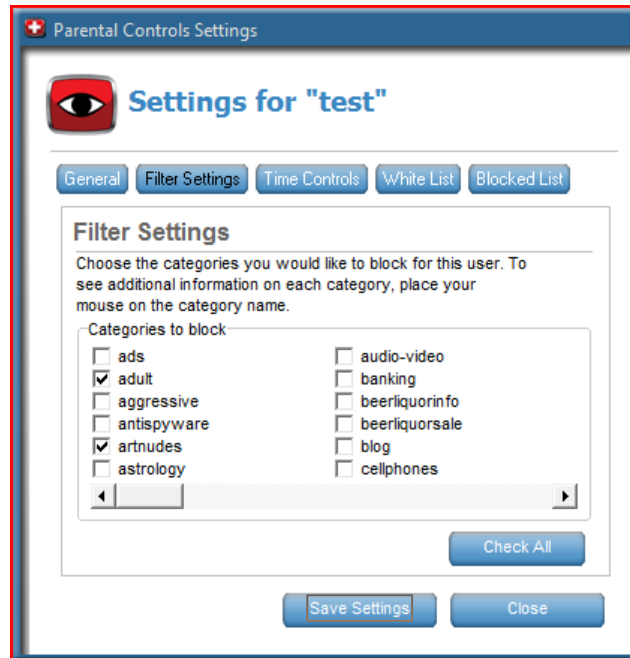 Parental Controls Settings
Settings for "test"
General Filter Settings Time Controls White List Blocked List
Filter Settings
Choose the categories you would like to block for this user. To
see additional information on each category, place your
mouse on the category name.
Categories to block
ads audio-video
adult banking
aggressive beerliquorinfo
antispyware beerliquorsale
artnudes blog
astrology cellphones
Check All
Save Settings Close